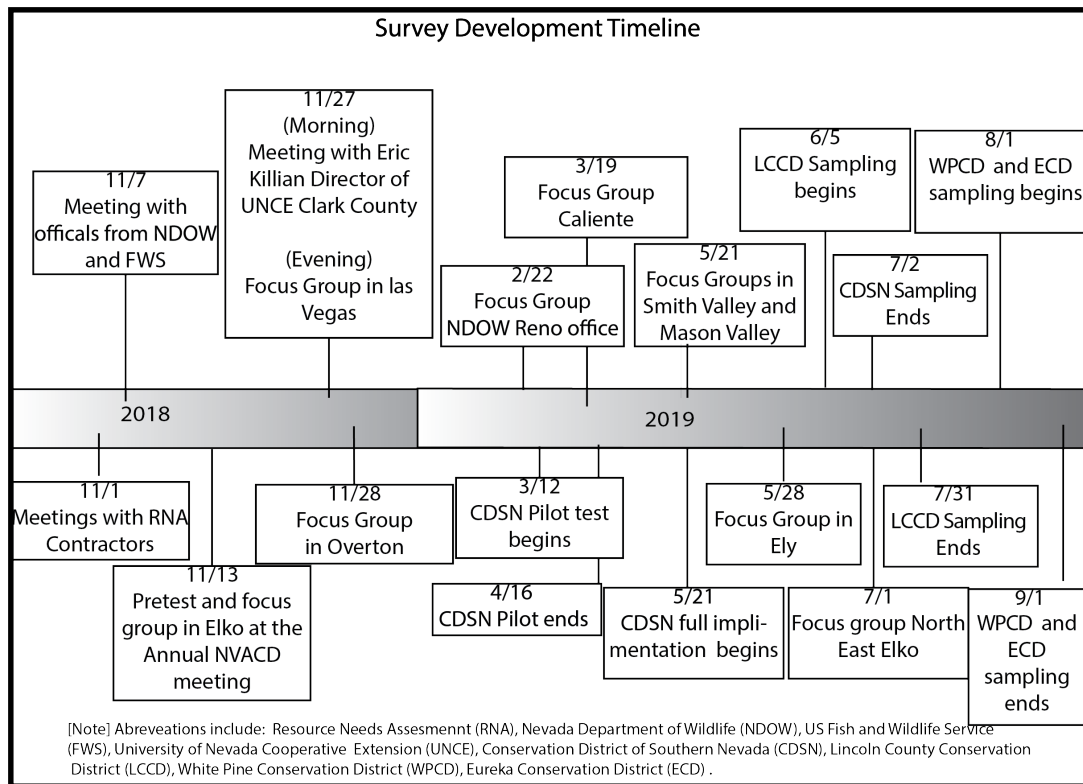 Survey Development Timeline
11/7
Meeting with
officals from NDOW
and FWS
11/27
(Morning)
Meeting with Eric
Killian Director of
UNCE Clark County
(Evening)
Focus Group in las
Vegas
2/22
Focus Group
NDOW Reno office
3/19
Focus Group
Caliente
5/21
Focus Groups in
Smith Valley and
Mason Valley
6/5
LCCD Sampling
begins
7/2
CDSN Sampling
Ends
8/1
WPCD and ECD
sampling begins
2018
2019
11/1
Meetings with RNA
Contractors
11/13
Pretest and focus
group in Elko at the
Annual NVACD
meeting
11/28
Focus Group
in Overton
3/12
CDSN Pilot test
begins
4/16
CDSN Pilot ends
5/21
CDSN full impli-
mentation begins
5/28
Focus Group in
Ely
7/1
Focus group North
East Elko
7/31
LCCD Sampling
Ends
9/1
WPCD and
ECD
sampling
ends
[Note] Abrevations include: Resource Needs Assesmennt (RNA), Nevada Department of Wildlife (NDOW), US Fish and Wildlife Service
(FWS), University of Nevada Cooperative Extension (UNCE), Conservation District of Southern Nevada (CDSN), Lincoln County Conservation
District (LCCD), White Pine Conservation District (WPCD), Eureka Conservation District (ECD) .